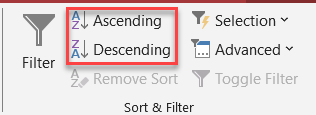 Ascending
Selection
A
Z
Z
A
Descending
Advanced
Filter
A
Z
Remove Sort
Toggle Filter
Sort & Filter